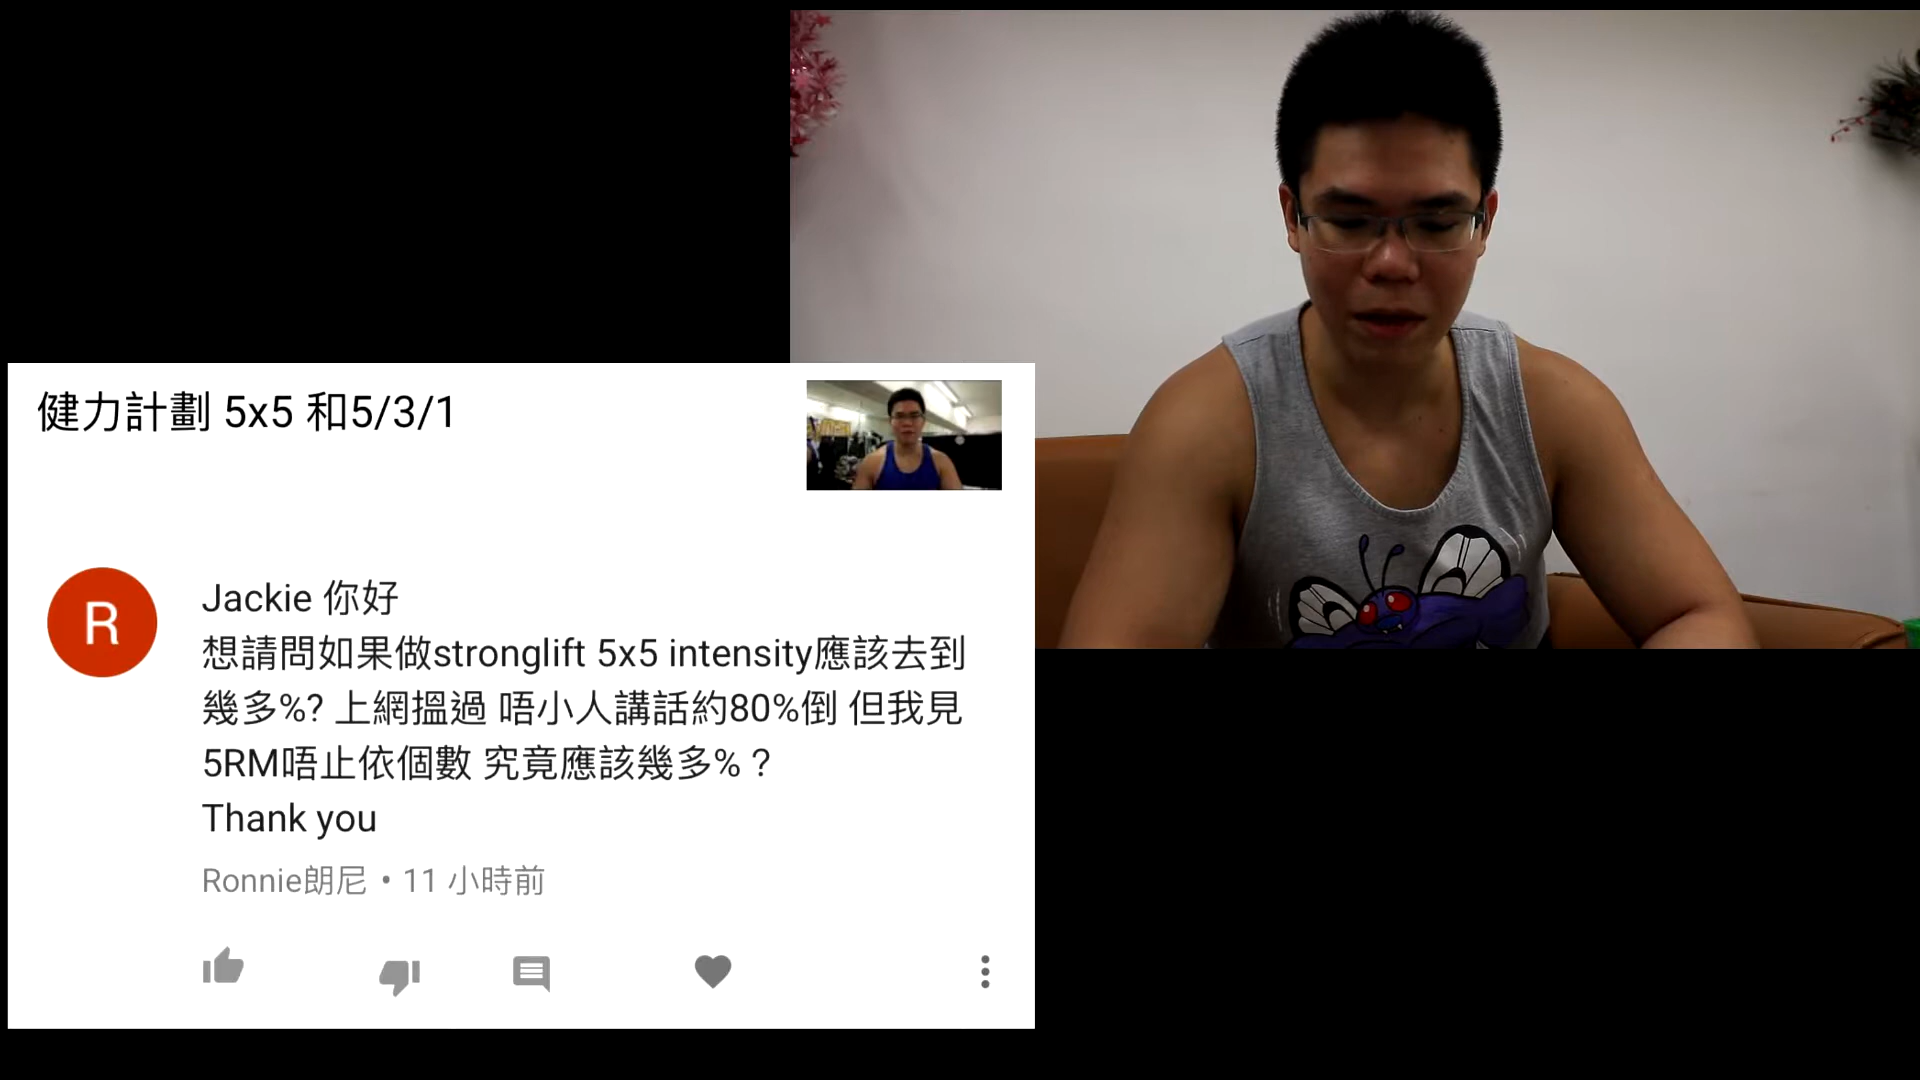 健力計劃 5x5 和5/3/1
R
Jackie 你好
想請問如果做stronglift 5x5 intensity應該去到
幾多%? 上網搵過 唔小人講話約80%倒 但我見
5RM唔止依個數 究竟應該幾多%？
Thank you
Ronnie朗尼 • 11 小時前